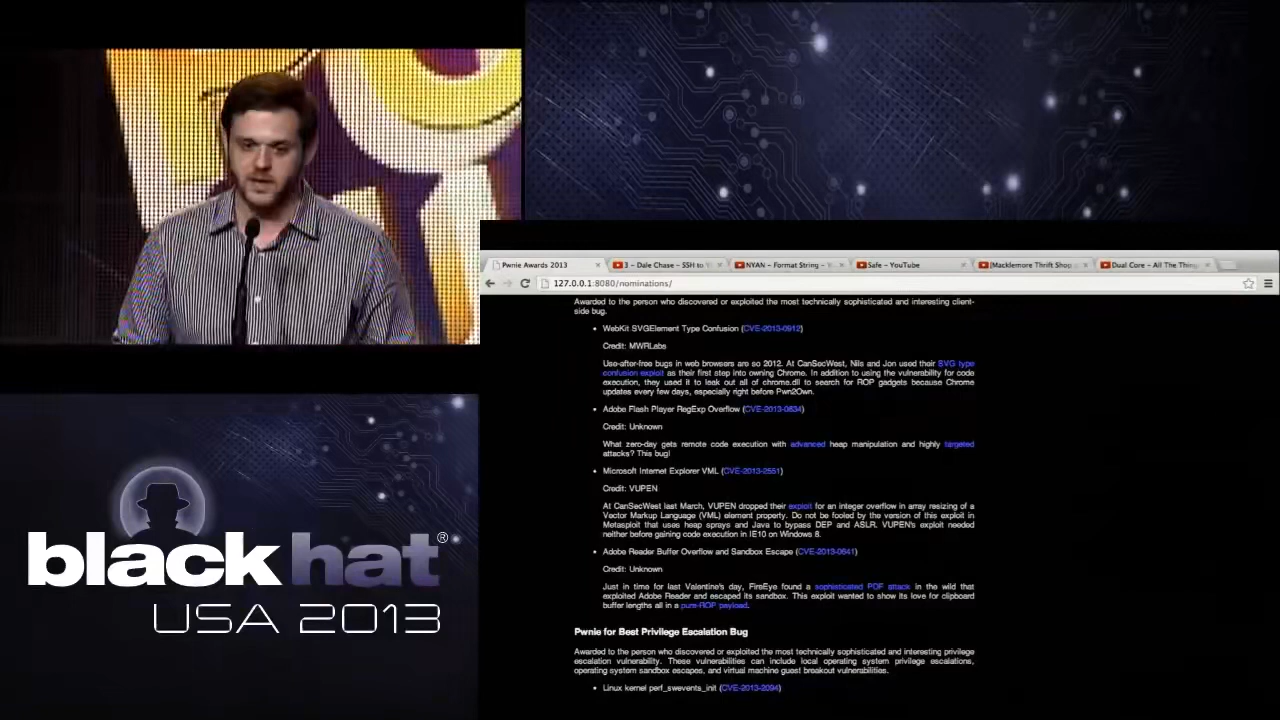 Pwnie Awards 2013
3 – Dale Chase – SSH to
NYAN – Format String –
Safe – YouTube
Macklemore Thrift Shop
Dual Core – All The Thin
127.0.0.1:8080/nominations/
Awarded to the person who discovered or exploited the most technically sophisticated and interesting client-
side bug.
• WebKit SVGElement Type Confusion (CVE-2013-0912)
Credit: MWRLabs
Use-after-free bugs in web browsers are so 2012. At CanSecWest, Nils and Jon used their SVG type
confusion exploit as their first step into owning Chrome. In addition to using the vulnerability for code
execution, they used it to leak out all of chrome.dll to search for ROP gadgets because Chrome
updates every few days, especially right before Pwn2Own.
• Adobe Flash Player RegExp Overflow (CVE-2013-0634)
Credit: Unknown
What zero-day gets remote code execution with advanced heap manipulation and highly targeted
attacks? This bug!
• Microsoft Internet Explorer VML (CVE-2013-2551)
Credit: VUPEN
At CanSecWest last March, VUPEN dropped their exploit for an integer overflow in array resizing of a
Vector Markup Language (VML) element property. Do not be fooled by the version of this exploit in
Metasploit that uses heap sprays and Java to bypass DEP and ASLR. VUPEN's exploit needed
neither before gaining code execution in IE10 on Windows 8.
• Adobe Reader Buffer Overflow and Sandbox Escape (CVE-2013-0641)
Credit: Unknown
Just in time for last Valentine's day, FireEye found a sophisticated PDF attack in the wild that
exploited Adobe Reader and escaped its sandbox. This exploit wanted to show its love for clipboard
buffer lengths all in a pure-ROP payload.
Pwnie for Best Privilege Escalation Bug
Awarded to the person who discovered or exploited the most technically sophisticated and interesting privilege
escalation vulnerability. These vulnerabilities can include local operating system privilege escalations,
operating system sandbox escapes, and virtual machine guest breakout vulnerabilities.
• Linux kernel perf_swevents_init (CVE-2013-2094)
blackhat®
USA 2013